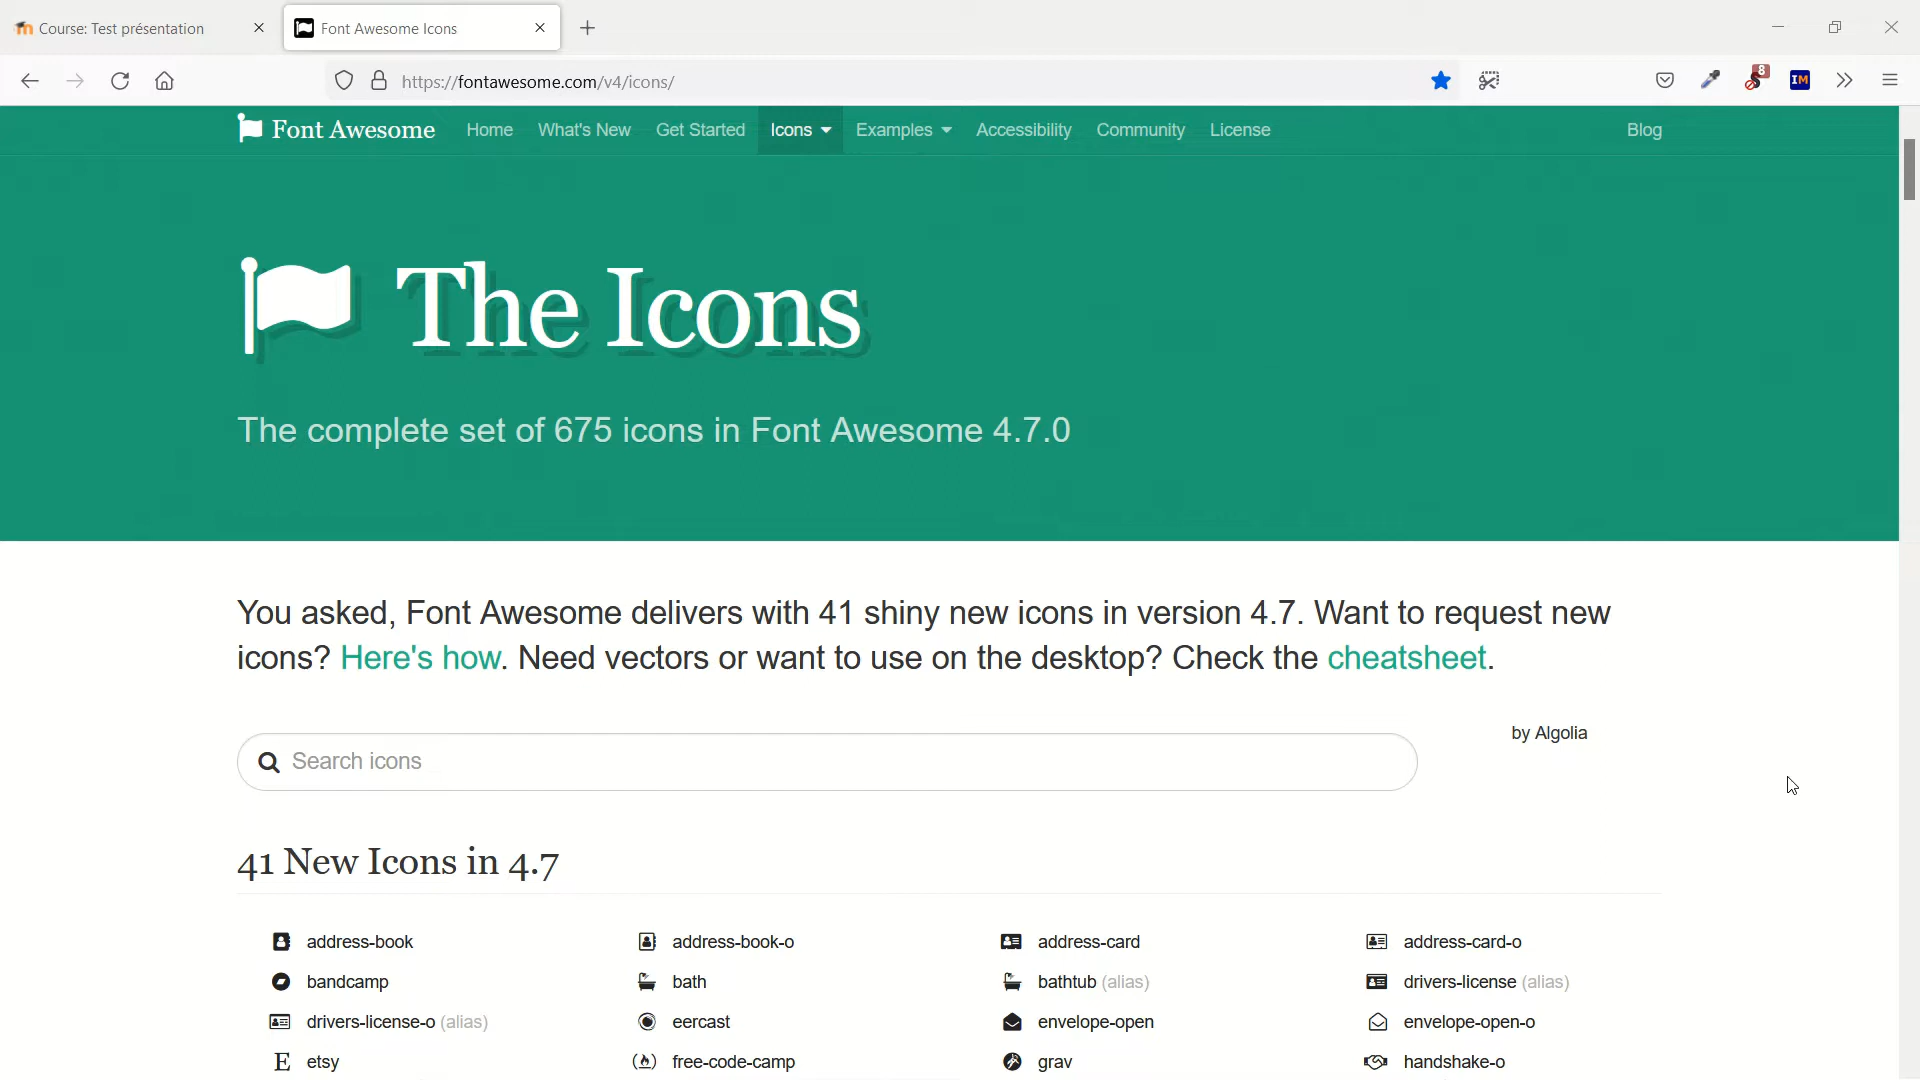 Course: Test présentation
Font Awesome Icons
https://fontawesome.com/v4/icons/
8
IM
Font Awesome
Home
What's New
Get Started
Icons
Examples
Accessibility
Community
License
Blog
The Icons
The complete set of 675 icons in Font Awesome 4.7.0
You asked, Font Awesome delivers with 41 shiny new icons in version 4.7. Want to request new
icons? Here's how. Need vectors or want to use on the desktop? Check the cheatsheet.
Search icons
by Algolia
41 New Icons in 4.7
address-book
address-book-o
address-card
address-card-o
bandcamp
bath
bathtub (alias)
drivers-license (alias)
drivers-license-o (alias)
eercast
envelope-open
envelope-open-o
etsy
free-code-camp
grav
handshake-o